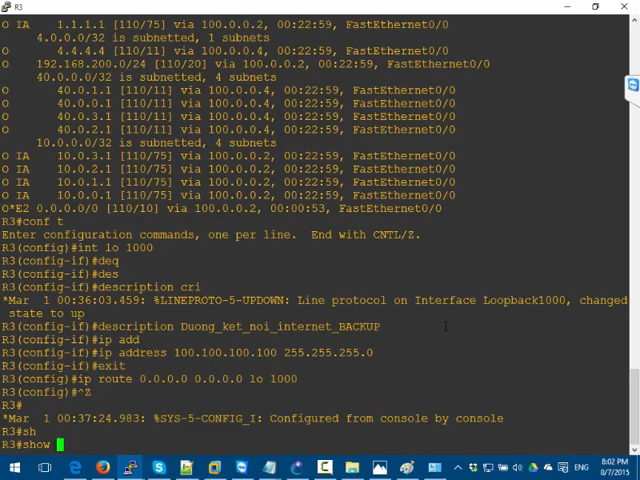 R3
O IA     1.1.1.1 [110/75] via 100.0.0.2, 00:22:59, FastEthernet0/0
4.0.0.0/32 is subnetted, 1 subnets
O        4.4.4.4 [110/11] via 100.0.0.4, 00:22:59, FastEthernet0/0
O     192.168.200.0/24 [110/20] via 100.0.0.2, 00:22:59, FastEthernet0/0
40.0.0.0/32 is subnetted, 4 subnets
O        40.0.1.1 [110/11] via 100.0.0.4, 00:22:59, FastEthernet0/0
O        40.0.0.1 [110/11] via 100.0.0.4, 00:22:59, FastEthernet0/0
O        40.0.3.1 [110/11] via 100.0.0.4, 00:22:59, FastEthernet0/0
O        40.0.2.1 [110/11] via 100.0.0.4, 00:22:59, FastEthernet0/0
10.0.0.0/32 is subnetted, 4 subnets
O IA     10.0.3.1 [110/75] via 100.0.0.2, 00:22:59, FastEthernet0/0
O IA     10.0.2.1 [110/75] via 100.0.0.2, 00:22:59, FastEthernet0/0
O IA     10.0.1.1 [110/75] via 100.0.0.2, 00:22:59, FastEthernet0/0
O IA     10.0.0.1 [110/75] via 100.0.0.2, 00:22:59, FastEthernet0/0
O*E2 0.0.0.0/0 [110/10] via 100.0.0.2, 00:00:53, FastEthernet0/0
R3#conf t
Enter configuration commands, one per line.  End with CNTL/Z.
R3(config)#int lo 1000
R3(config-if)#deq
R3(config-if)#des
R3(config-if)#description cri
*Mar  1 00:36:03.459: %LINEPROTO-5-UPDOWN: Line protocol on Interface Loopback1000, changed
state to up
R3(config-if)#description Duong_ket_noi_internet_BACKUP
R3(config-if)#ip add
R3(config-if)#ip address 100.100.100.100 255.255.255.0
R3(config-if)#exit
R3(config)#ip route 0.0.0.0 0.0.0.0 lo 1000
R3(config)#^Z
R3#
*Mar  1 00:37:24.983: %SYS-5-CONFIG_I: Configured from console by console
R3#sh
R3#show
ENG
8:02 PM
8/7/2015